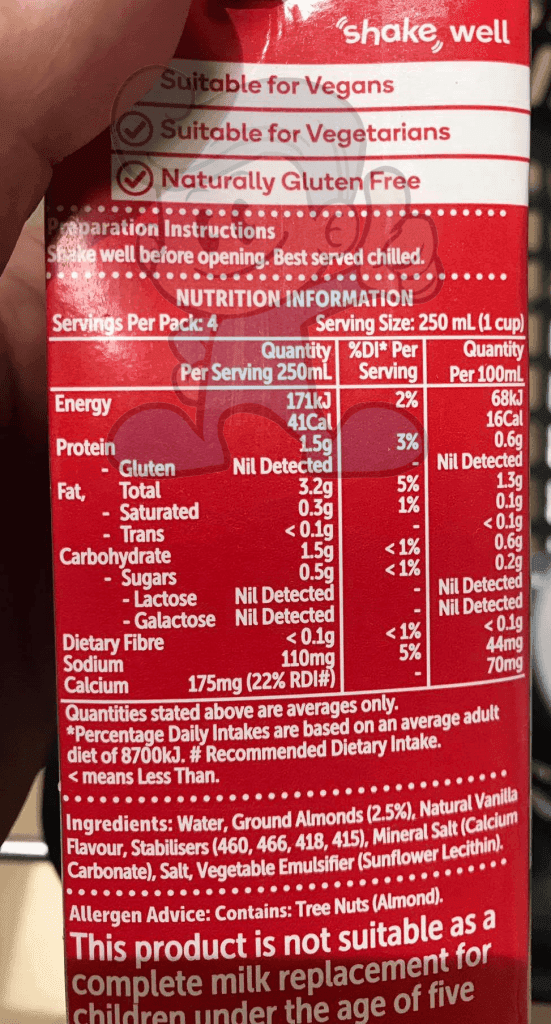 "shake, well
Suitable for Vegans
Suitable for Vegetarians
Naturally Gluten Free
Preparation Instructions
Shake well before opening. Best served chilled.
NUTRITION INFORMATION
Servings Per Pack: 4 Serving Size: 250 mL (1 cup)
Quantity %DI* Per Quantity
Per Serving 250mL Serving Per 100mL
Energy 171kJ 2% 68kJ
41Cal 16Cal
Protein 1.5g 3% 0.6g
- Gluten Nil Detected - Nil Detected
Fat, Total 3.2g 5% 1.3g
- Saturated 0.3g 1% 0.1g
- Trans <0.1g - <0.1g
Carbohydrate 1.5g <1% 0.6g
- Sugars 0.5g <1% 0.2g
- Lactose Nil Detected - Nil Detected
- Galactose Nil Detected - Nil Detected
Dietary Fibre <0.1g <1% <0.1g
Sodium 110mg 5% 44mg
Calcium 175mg (22% RDI#) - 70mg
Quantities stated above are averages only.
*Percentage Daily Intakes are based on an average adult
diet of 8700kJ. # Recommended Dietary Intake.
< means Less Than.
Ingredients: Water, Ground Almonds (2.5%), Natural Vanilla
Flavour, Stabilisers (460, 466, 418, 415), Mineral Salt (Calcium
Carbonate), Salt, Vegetable Emulsifier (Sunflower Lecithin).
Allergen Advice: Contains: Tree Nuts (Almond).
This product is not suitable as a
complete milk replacement for
children under the age of five